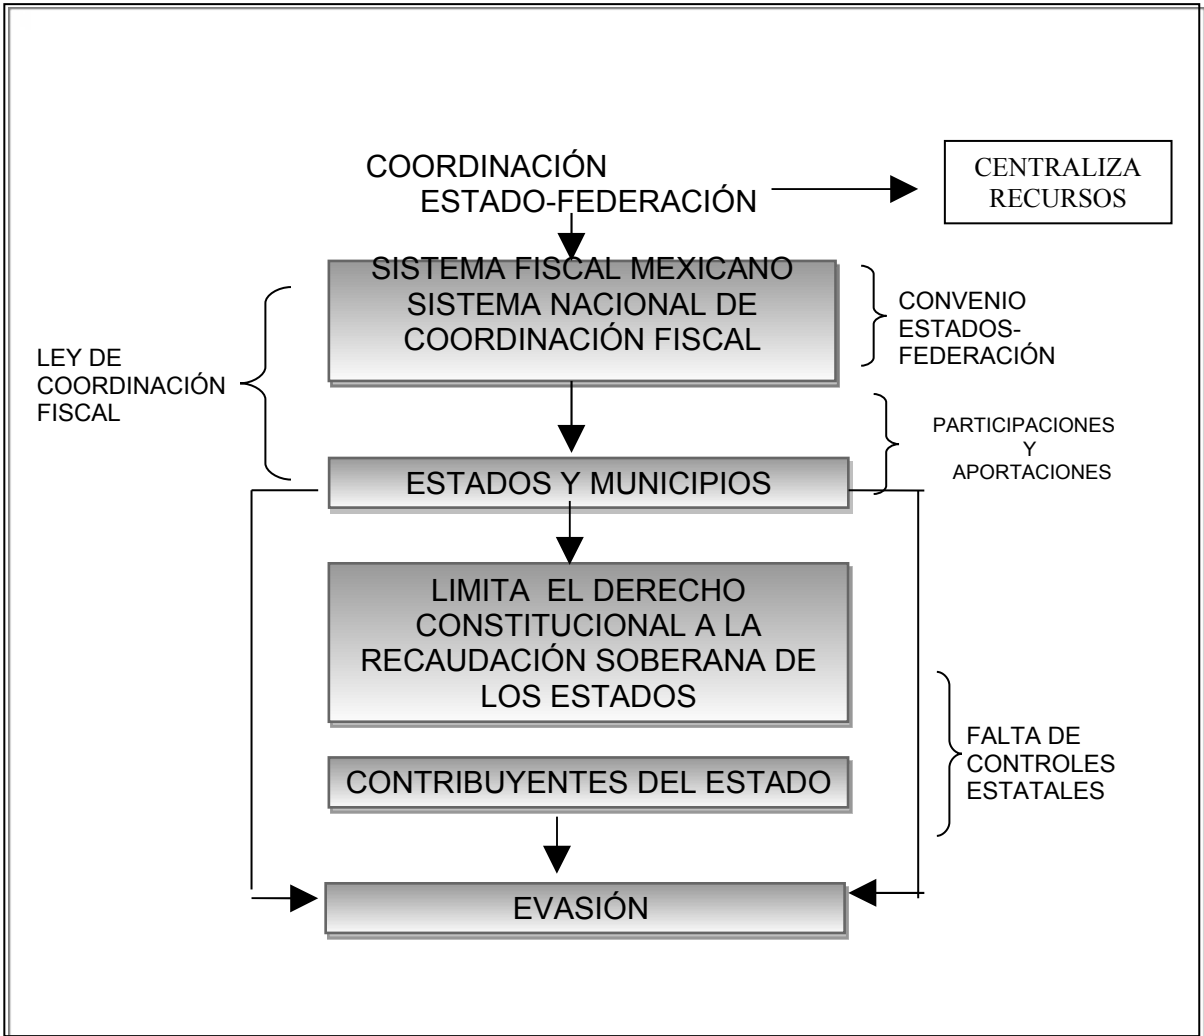 COORDINACIÓN
ESTADO-FEDERACIÓN
CENTRALIZA
RECURSOS
SISTEMA FISCAL MEXICANO
SISTEMA NACIONAL DE
COORDINACIÓN FISCAL
CONVENIO
ESTADOS-
FEDERACIÓN
LEY DE
COORDINACIÓN
FISCAL
PARTICIPACIONES
Y
APORTACIONES
ESTADOS Y MUNICIPIOS
LIMITA EL DERECHO
CONSTITUCIONAL A LA
RECAUDACIÓN SOBERANA DE
LOS ESTADOS
FALTA DE
CONTROLES
ESTATALES
CONTRIBUYENTES DEL ESTADO
EVASIÓN